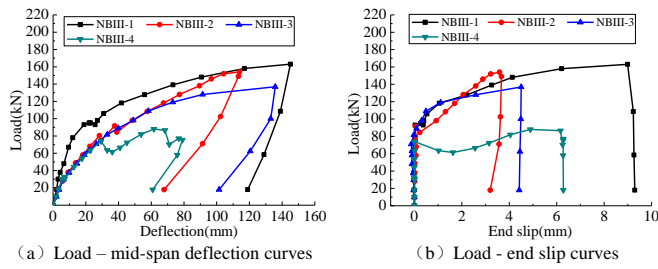 NBIII-1 NBIII-2 NBIII-3
NBIII-4
Load(kN)
220
200
180
160
140
120
100
80
60
40
20
0
0 20 40 60 80 100 120 140 160
Deflection(mm)
(a) Load – mid-span deflection curves
NBIII-1 NBIII-2 NBIII-3
NBIII-4
Load(kN)
220
200
180
160
140
120
100
80
60
40
20
0
0 2 4 6 8 10
End slip(mm)
(b) Load - end slip curves